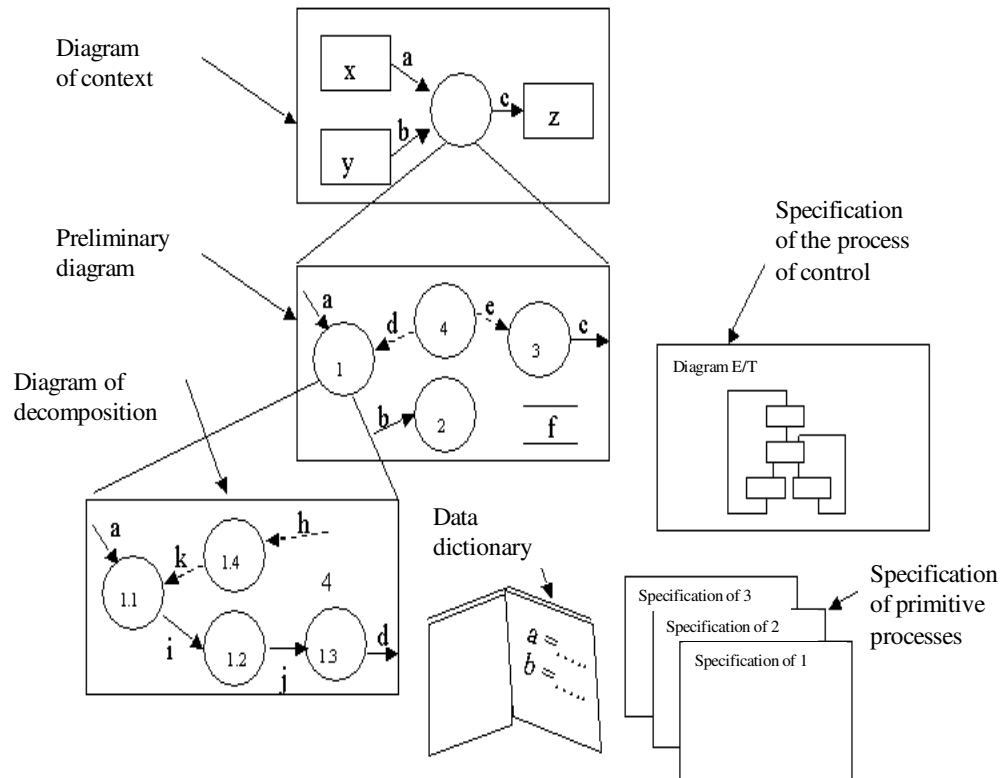 Diagram
of context
x
a
y
b
c
z
Preliminary
diagram
a
1
d
4
e
3
c
b
2
f
Specification
of the process
of control
Diagram E/T
Diagram of
decomposition
a
1.1
k
1.4
h
4
i
1.2
j
1.3
d
Data
dictionary
a = .....
b = .....
Specification of 3
Specification of 2
Specification of 1
Specification
of primitive
processes